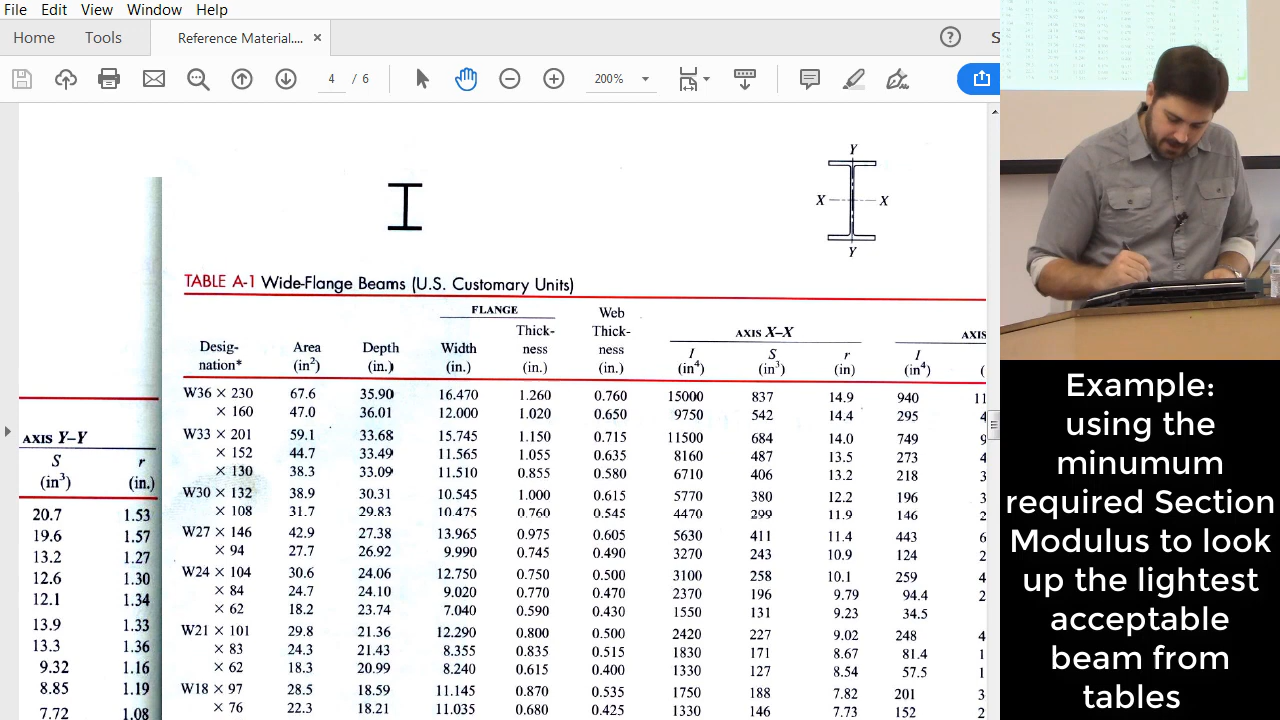 File Edit View Window Help
Home Tools Reference Material.... ×
4 / 6 200%
Y
X X
Y
TABLE A-1 Wide-Flange Beams (U.S. Customary Units)
FLANGE Web
Thick- Thick- AXIS X–X AXIS
Desig- Area Depth Width ness ness I S r I
nation* (in²) (in.) (in.) (in.) (in.) (in⁴) (in³) (in) (in⁴) (
W36 × 230 67.6 35.90 16.470 1.260 0.760 15000 837 14.9 940 11
× 160 47.0 36.01 12.000 1.020 0.650 9750 542 14.4 295 4
W33 × 201 59.1 33.68 15.745 1.150 0.715 11500 684 14.0 749 9
× 152 44.7 33.49 11.565 1.055 0.635 8160 487 13.5 273 4
× 130 38.3 33.09 11.510 0.855 0.580 6710 406 13.2 218 3
W30 × 132 38.9 30.31 10.545 1.000 0.615 5770 380 12.2 196 3
× 108 31.7 29.83 10.475 0.760 0.545 4470 299 11.9 146 2
W27 × 146 42.9 27.38 13.965 0.975 0.605 5630 411 11.4 443 6
× 94 27.7 26.92 9.990 0.745 0.490 3270 243 10.9 124 2
W24 × 104 30.6 24.06 12.750 0.750 0.500 3100 258 10.1 259 4
× 84 24.7 24.10 9.020 0.770 0.470 2370 196 9.79 94.4 2
× 62 18.2 23.74 7.040 0.590 0.430 1550 131 9.23 34.5
W21 × 101 29.8 21.36 12.290 0.800 0.500 2420 227 9.02 248 4
× 83 24.3 21.43 8.355 0.835 0.515 1830 171 8.67 81.4 1
× 62 18.3 20.99 8.240 0.615 0.400 1330 127 8.54 57.5 1
W18 × 97 28.5 18.59 11.145 0.870 0.535 1750 188 7.82 201 3
× 76 22.3 18.21 11.035 0.680 0.425 1330 146 7.73 152 2
AXIS Y–Y
S r
(in³) (in.)
20.7 1.53
19.6 1.57
13.2 1.27
12.6 1.30
12.1 1.34
13.9 1.33
13.3 1.36
9.32 1.16
8.85 1.19
7.72 1.08
Example:
using the
minumum
required Section
Modulus to look
up the lightest
acceptable
beam from
tables